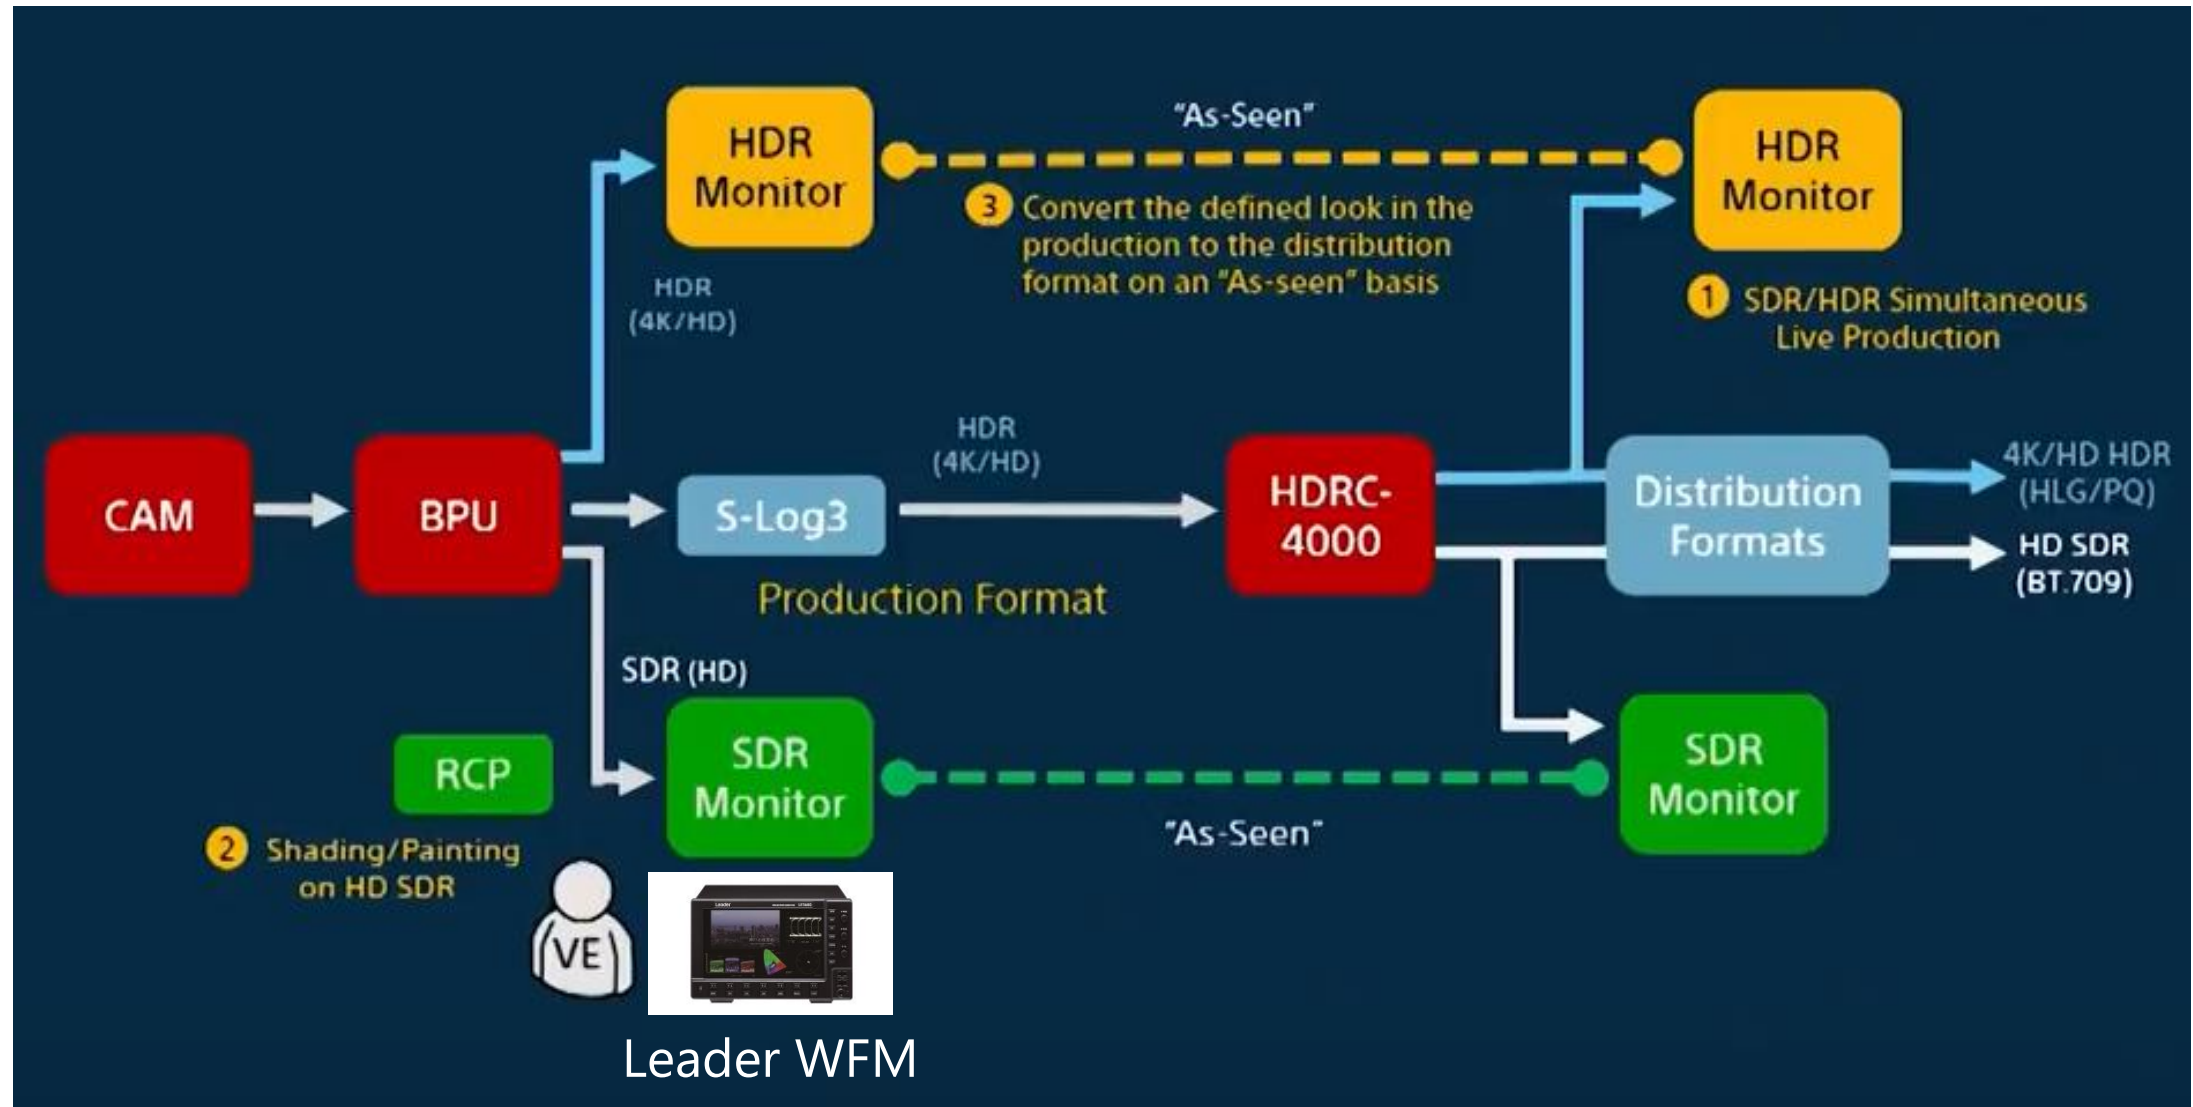 "As-Seen"
HDR
Monitor
HDR
Monitor
3 Convert the defined look in the
production to the distribution
format on an "As-seen" basis
HDR
(4K/HD)
1 SDR/HDR Simultaneous
Live Production
CAM
BPU
S-Log3
HDR
(4K/HD)
HDRC-
4000
Distribution
Formats
4K/HD HDR
(HLG/PQ)
HD SDR
(BT.709)
Production Format
SDR (HD)
RCP
SDR
Monitor
"As-Seen"
SDR
Monitor
2 Shading/Painting
on HD SDR
VE
Leader
Leader WFM